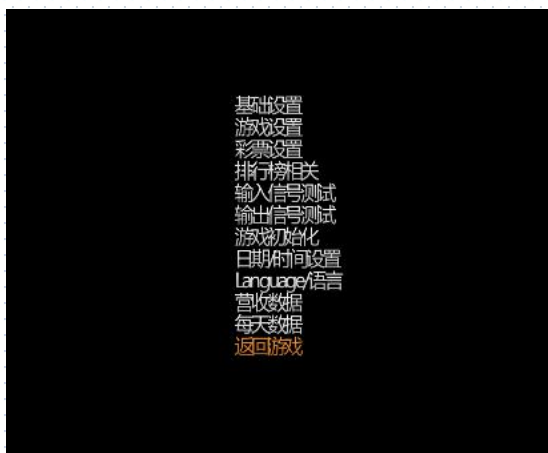 基础设置
游戏设置
彩票设置
排行榜相关
输入信号测试
输出信号测试
游戏初始化
日期/时间设置
Language/语言
营收数据
每天数据
返回游戏